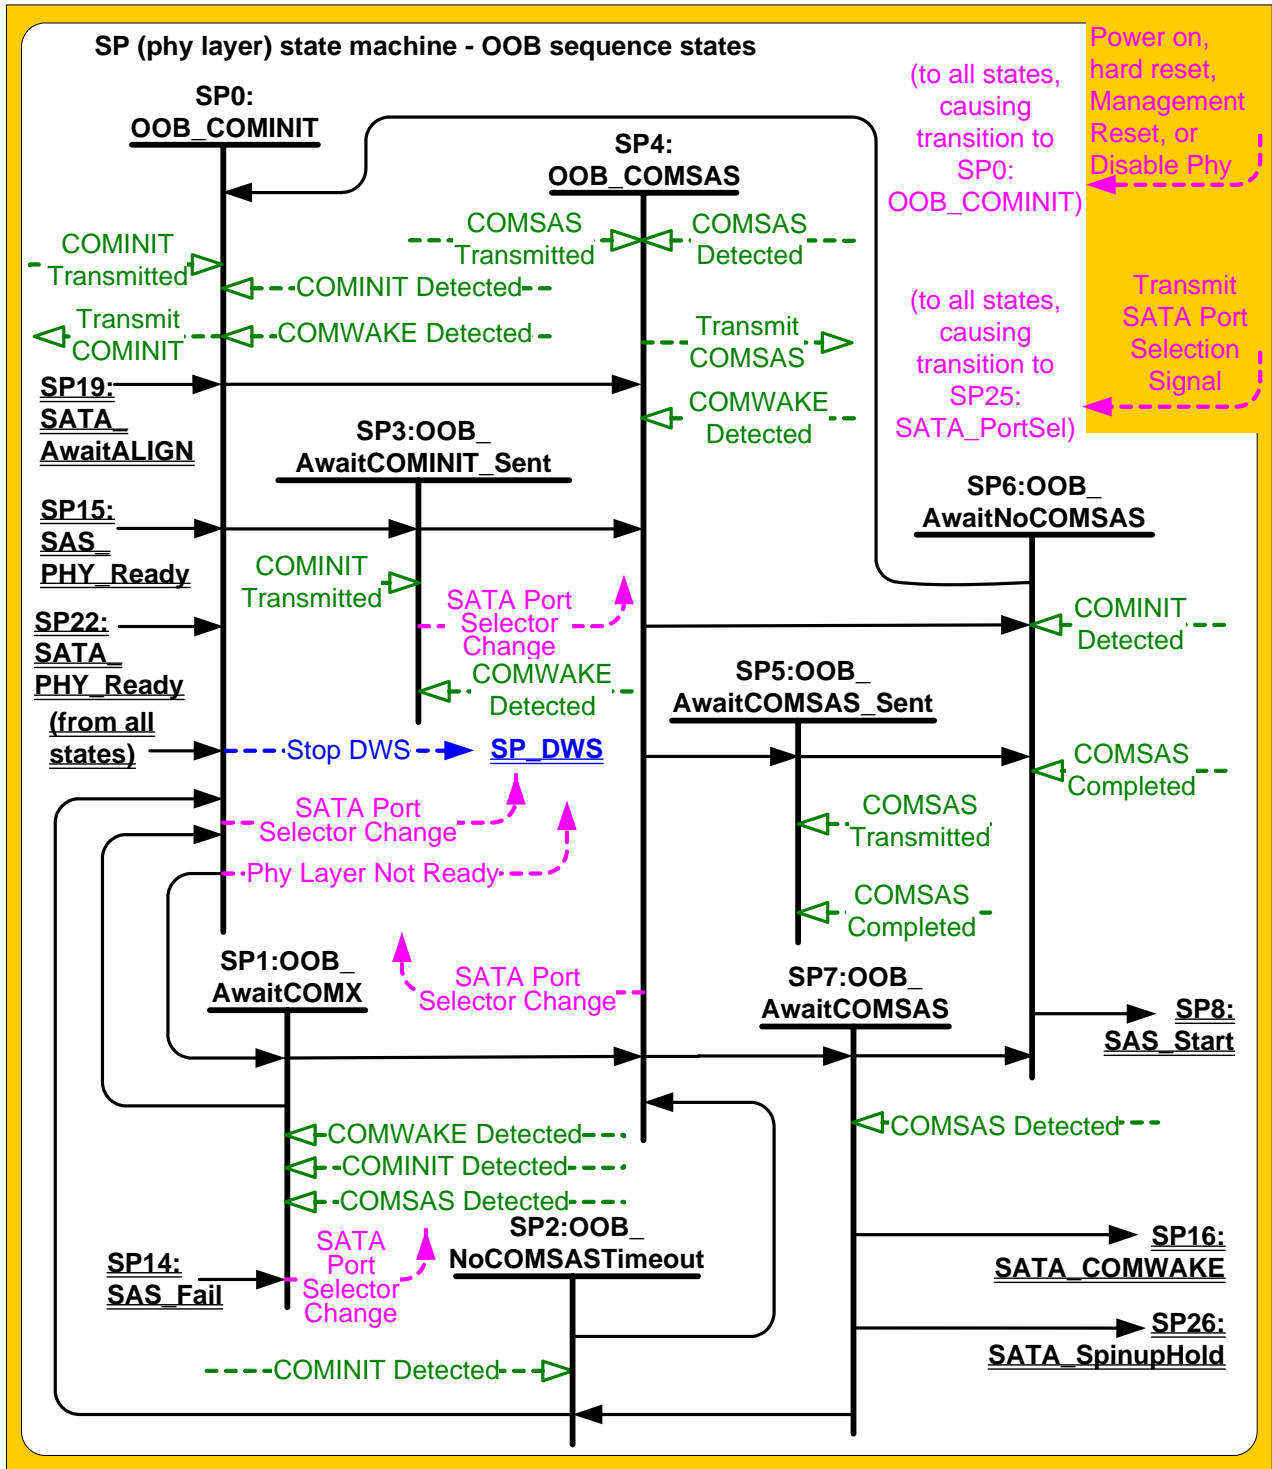 SP (phy layer) state machine - OOB sequence states
Power on,
hard reset,
Management
Reset, or
Disable Phy
(to all states,
causing
transition to
SP0:
OOB_COMINIT)
SP0:
OOB_COMINIT
SP4:
OOB_COMSAS
COMINIT
Transmitted
COMSAS
Transmitted
COMSAS
Detected
COMINIT Detected
Transmit
COMINIT
COMWAKE Detected
Transmit
COMSAS
(to all states,
causing
transition to
SP25:
SATA_PortSel)
Transmit
SATA Port
Selection
Signal
SP19:
SATA_
AwaitALIGN
COMWAKE
Detected
SP3:OOB_
AwaitCOMINIT_Sent
SP6:OOB_
AwaitNoCOMSAS
SP15:
SAS_
PHY_Ready
COMINIT
Transmitted
SATA Port
Selector
Change
COMINIT
Detected
SP22:
SATA_
PHY_Ready
COMWAKE
Detected
SP5:OOB_
AwaitCOMSAS_Sent
(from all
states)
Stop DWS
SP_DWS
COMSAS
Completed
SATA Port
Selector Change
COMSAS
Transmitted
Phy Layer Not Ready
COMSAS
Completed
SP1:OOB_
AwaitCOMX
SATA Port
Selector Change
SP7:OOB_
AwaitCOMSAS
SP8:
SAS_Start
COMWAKE Detected
COMINIT Detected
COMSAS Detected
COMSAS Detected
SP14:
SAS_Fail
SATA
Port
Selector
Change
SP2:OOB_
NoCOMSASTimeout
SP16:
SATA_COMWAKE
COMINIT Detected
SP26:
SATA_SpinupHold